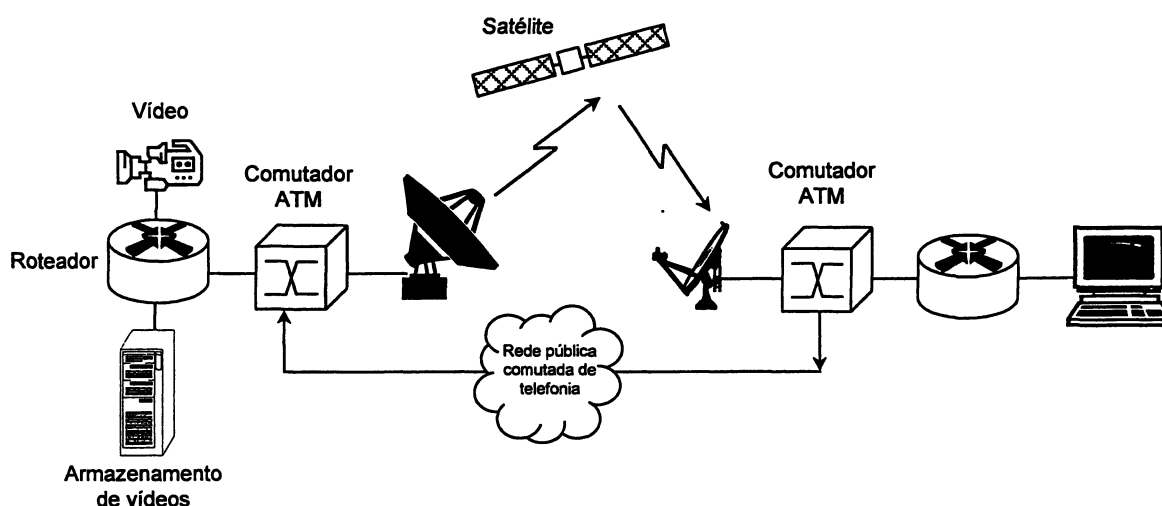 Satélite
Vídeo
Comutador
ATM
Comutador
ATM
Roteador
Rede pública
comutada de
telefonia
Armazenamento
de vídeos